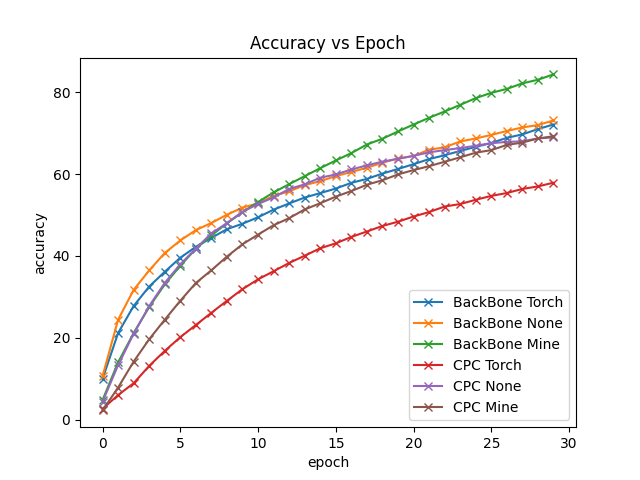 Accuracy vs Epoch
accuracy
80
60
40
20
0
0 5 10 15 20 25 30
epoch
BackBone Torch
BackBone None
BackBone Mine
CPC Torch
CPC None
CPC Mine